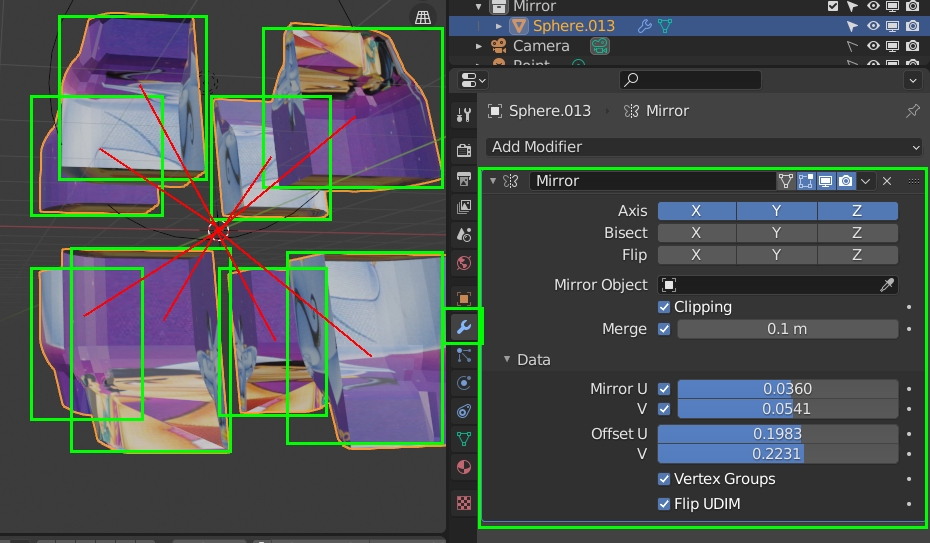 Mirror
Sphere.013
Camera
Sphere.013 Mirror
Add Modifier
Mirror
Axis X Y Z
Bisect X Y Z
Flip X Y Z
Mirror Object
Clipping
Merge 0.1 m
Data
Mirror U 0.0360
V 0.0541
Offset U 0.1983
V 0.2231
Vertex Groups
Flip UDIM